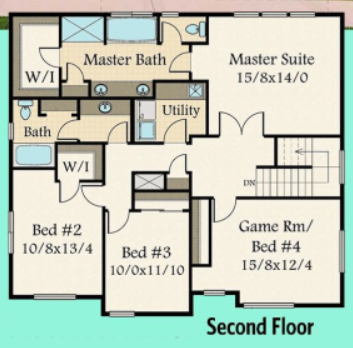 Master Bath
W/I
Master Suite
15/8x14/0
Utility
Bath
W/I
DN
Bed #2
10/8x13/4
Bed #3
10/0x11/10
Game Rm/
Bed #4
15/8x12/4
Second Floor